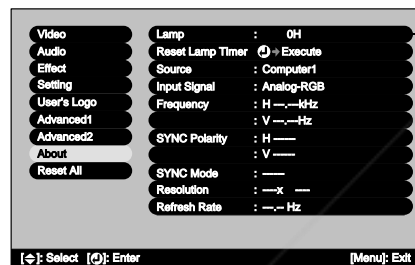 Video
Audio
Effect
Setting
User's Logo
Advanced1
Advanced2
About
Reset All
Lamp : 0H
Reset Lamp Timer Execute
Source : Computer1
Input Signal : Analog-RGB
Frequency : H ---.---kHz
: V ---.---Hz
SYNC Polarity : H -----
: V -----
SYNC Mode : -----
Resolution : ----x ----
Refresh Rate : ---.-- Hz
[ ]: Select [ ]: Enter [Menu]: Exit